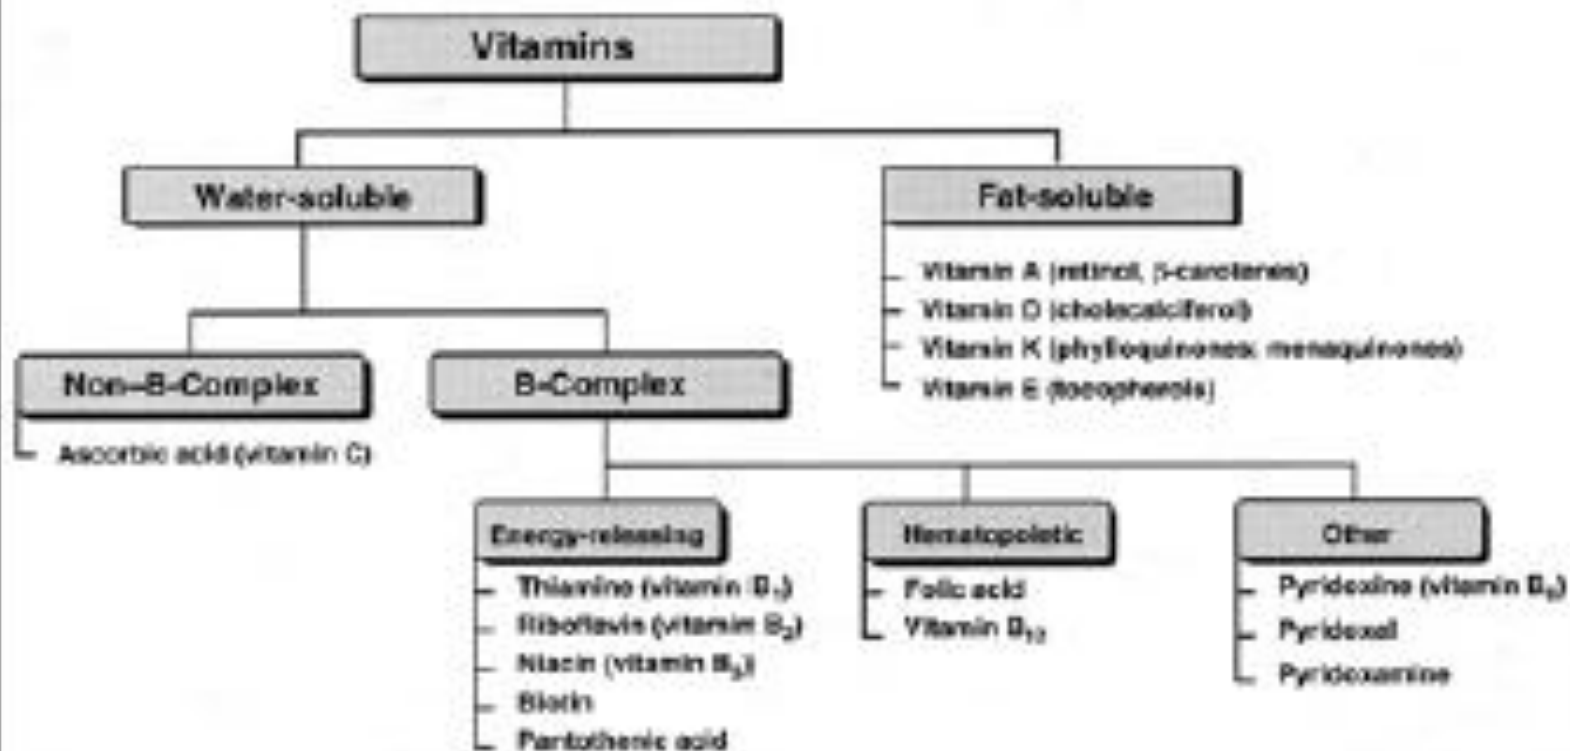 Vitamins
Water-soluble
Fat-soluble
Vitamin A (retinol, β-carotenes)
Vitamin D (cholecalciferol)
Vitamin K (phylloquinones, menaquinones)
Vitamin E (tocopherols)
Non-B-Complex
B-Complex
Ascorbic acid (vitamin C)
Energy-releasing
Hematopoietic
Other
Thiamine (vitamin B₁)
Riboflavin (vitamin B₂)
Niacin (vitamin B₃)
Biotin
Pantothenic acid
Folic acid
Vitamin B₁₂
Pyridoxine (vitamin B₆)
Pyridoxal
Pyridoxamine